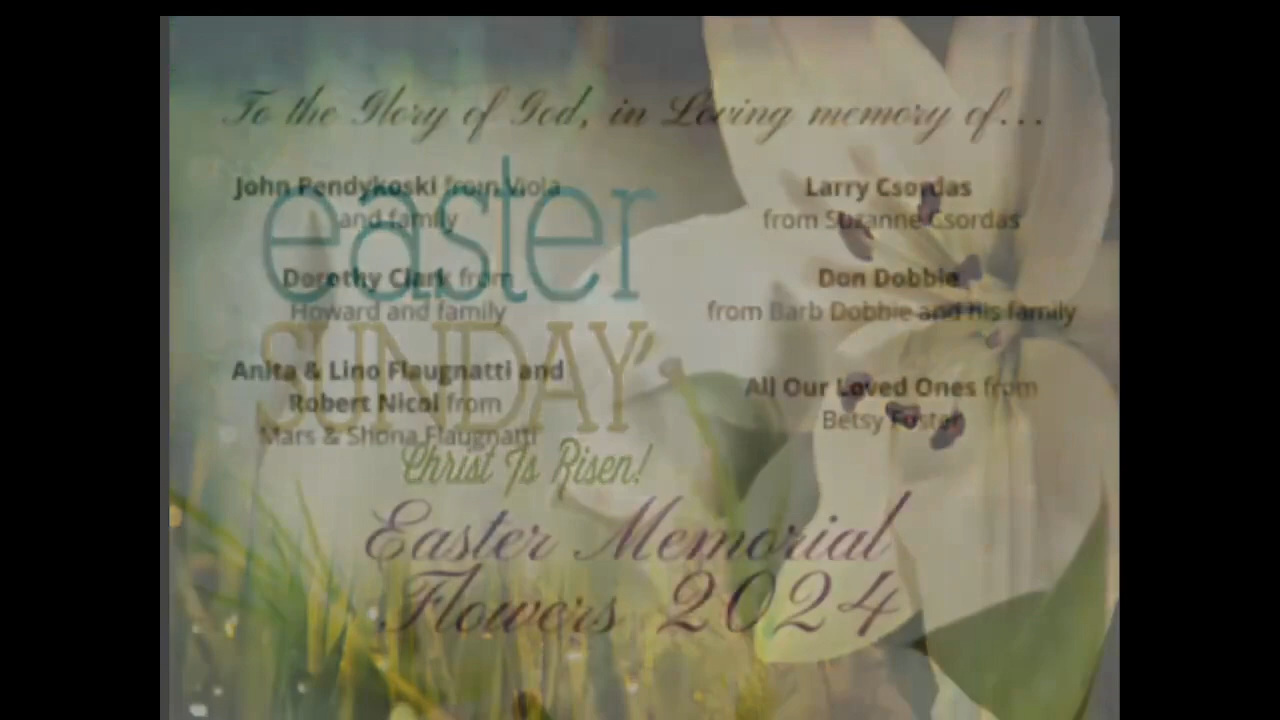 To the Glory of God, in Loving memory of...
John Pendykoski from Viola
and family
Dorothy Clark from
Howard and family
Anita & Lino Flaugnatti and
Robert Nicol from
Mars & Shona Flaugnatti
Larry Csordas
from Suzanne Csordas
Don Dobbie
from Barb Dobbie and his family
All Our Loved Ones from
Betsy Foster
easter
SUNDAY
Christ Is Risen!
Easter Memorial
Flowers 2024